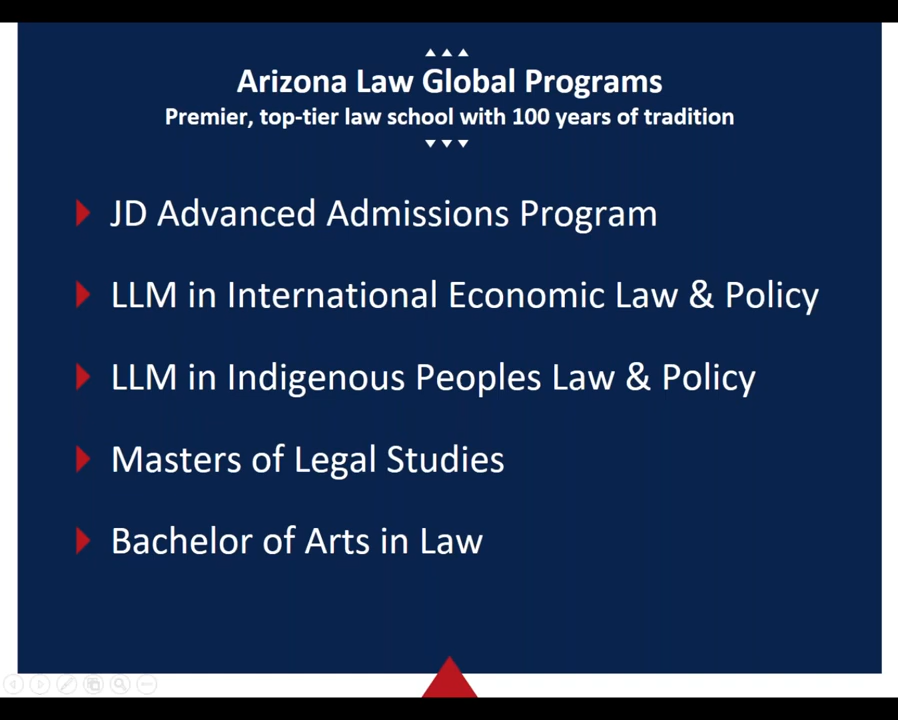 Arizona Law Global Programs
Premier, top-tier law school with 100 years of tradition
JD Advanced Admissions Program
LLM in International Economic Law & Policy
LLM in Indigenous Peoples Law & Policy
Masters of Legal Studies
Bachelor of Arts in Law